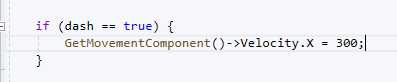 if (dash == true) {
GetMovementComponent()->Velocity.X = 300;
}